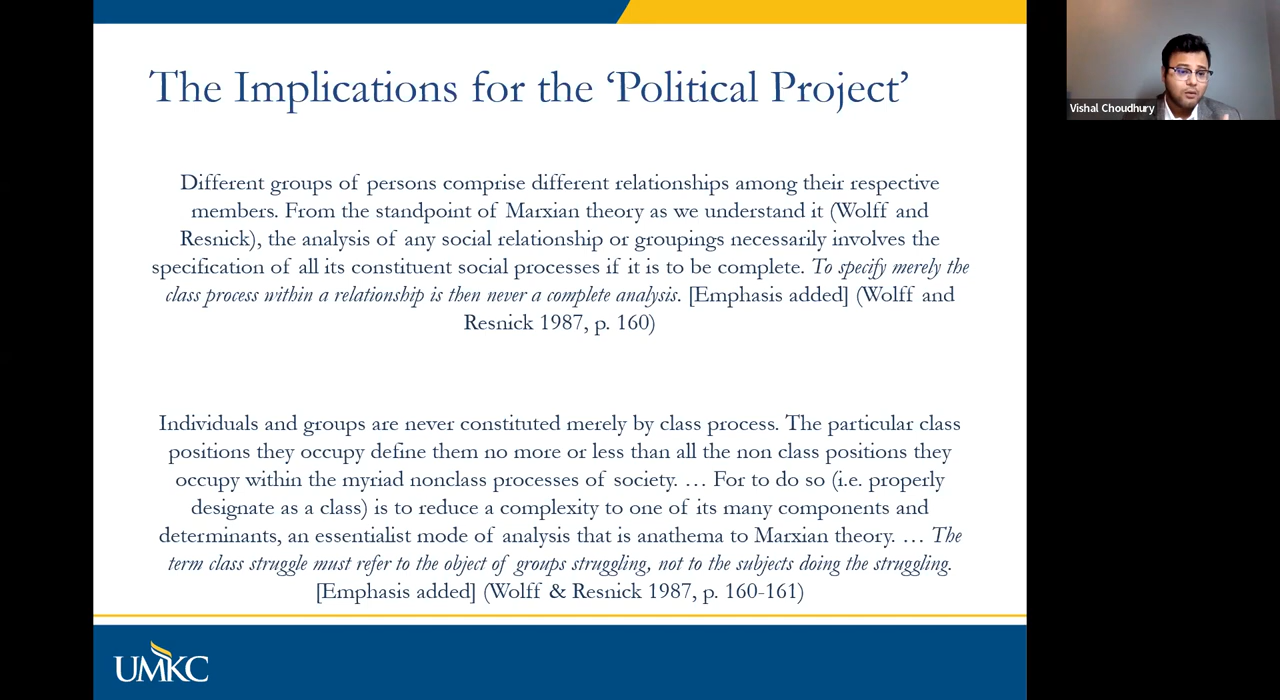 The Implications for the ‘Political Project’
Vishal Choudhury
Different groups of persons comprise different relationships among their respective
members. From the standpoint of Marxian theory as we understand it (Wolff and
Resnick), the analysis of any social relationship or groupings necessarily involves the
specification of all its constituent social processes if it is to be complete. To specify merely the
class process within a relationship is then never a complete analysis. [Emphasis added] (Wolff and
Resnick 1987, p. 160)
Individuals and groups are never constituted merely by class process. The particular class
positions they occupy define them no more or less than all the non class positions they
occupy within the myriad nonclass processes of society. … For to do so (i.e. properly
designate as a class) is to reduce a complexity to one of its many components and
determinants, an essentialist mode of analysis that is anathema to Marxian theory. … The
term class struggle must refer to the object of groups struggling, not to the subjects doing the struggling.
[Emphasis added] (Wolff & Resnick 1987, p. 160-161)
UMKC